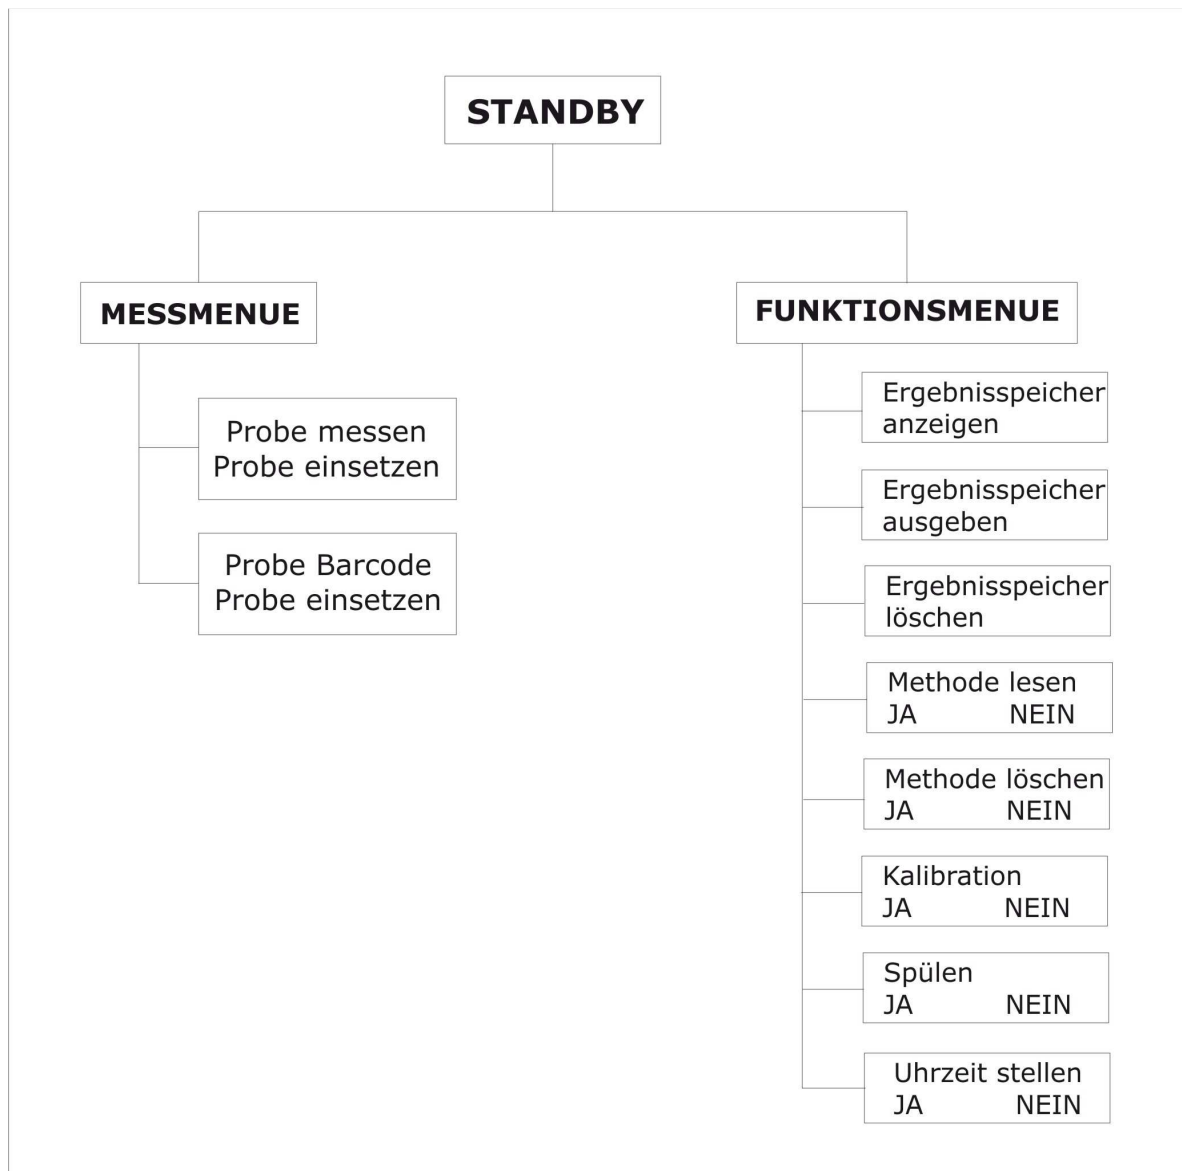 STANDBY
MESSMENUE
Probe messen
Probe einsetzen
Probe Barcode
Probe einsetzen
FUNKTIONSMENUE
Ergebnisspeicher
anzeigen
Ergebnisspeicher
ausgeben
Ergebnisspeicher
löschen
Methode lesen
JA NEIN
Methode löschen
JA NEIN
Kalibration
JA NEIN
Spülen
JA NEIN
Uhrzeit stellen
JA NEIN